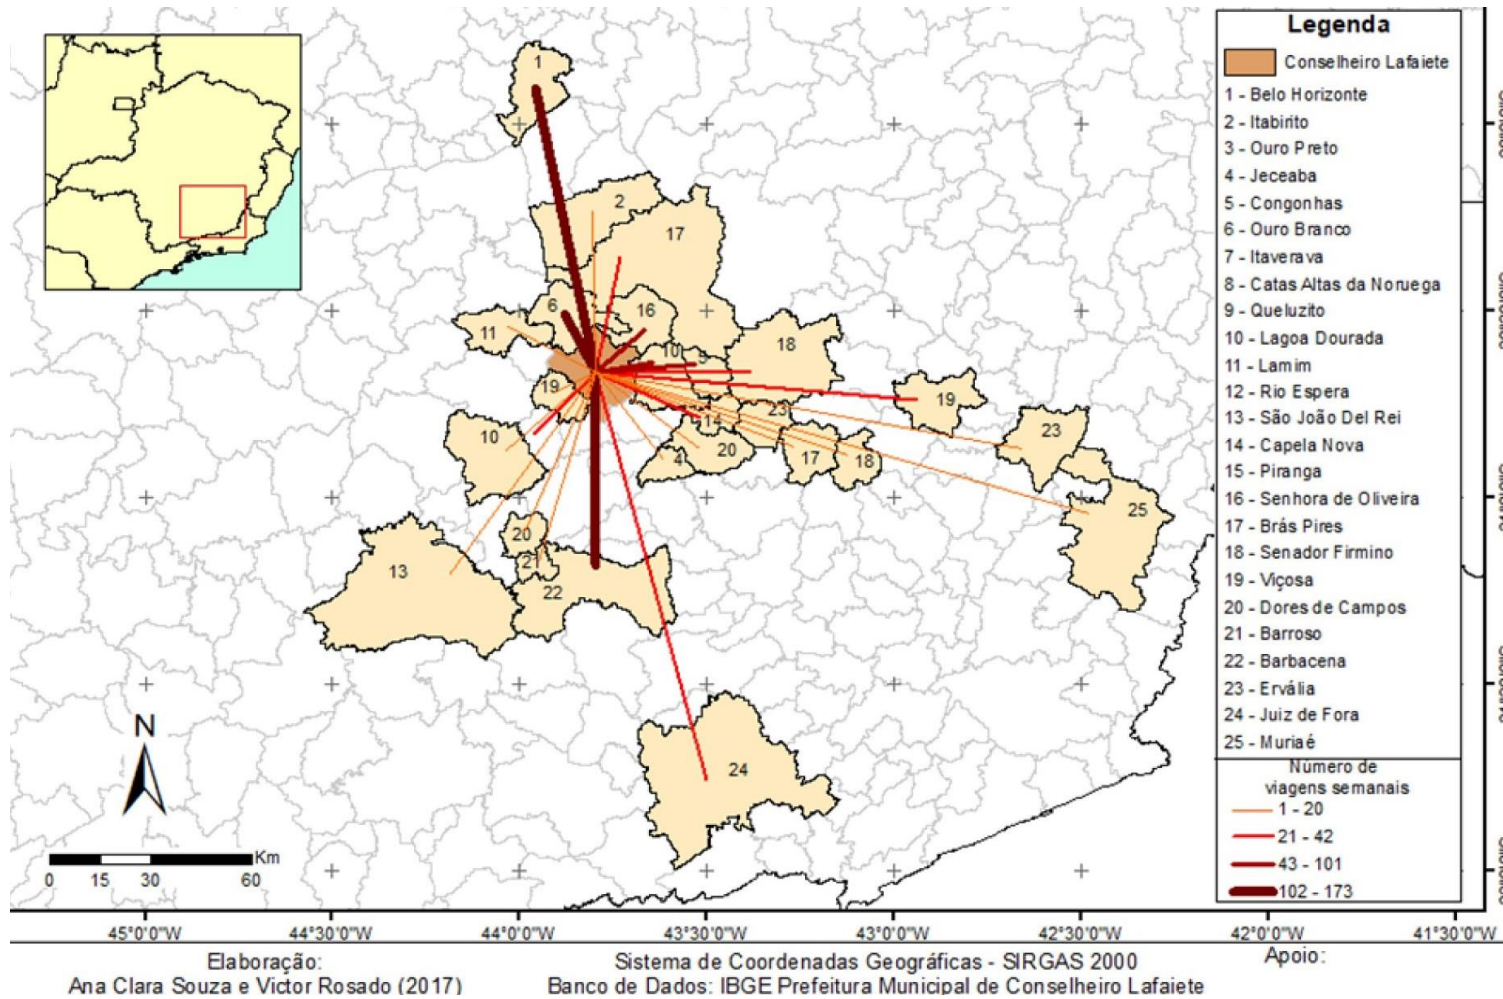 Legenda
Conselheiro Lafaiete
1 - Belo Horizonte
2 - Itabirito
3 - Ouro Preto
4 - Jeceaba
5 - Congonhas
6 - Ouro Branco
7 - Itaverava
8 - Catas Altas da Noruega
9 - Queluzito
10 - Lagoa Dourada
11 - Lamim
12 - Rio Espera
13 - São João Del Rei
14 - Capela Nova
15 - Piranga
16 - Senhora de Oliveira
17 - Brás Pires
18 - Senador Firmino
19 - Viçosa
20 - Dores de Campos
21 - Barroso
22 - Barbacena
23 - Ervália
24 - Juiz de Fora
25 - Muriaé
Número de
viagens semanais
1 - 20
21 - 42
43 - 101
102 - 173
1
2
17
6
16
11
10
18
19
19
23
14
23
10
4
20
17
18
25
20
21
13
22
24
N
Km
0 15 30 60
45°0'0"W 44°30'0"W 44°0'0"W 43°30'0"W 43°0'0"W 42°30'0"W 42°0'0"W 41°30'0"W
Elaboração:
Ana Clara Souza e Victor Rosado (2017)
Sistema de Coordenadas Geográficas - SIRGAS 2000
Banco de Dados: IBGE Prefeitura Municipal de Conselheiro Lafaiete
Apoio: